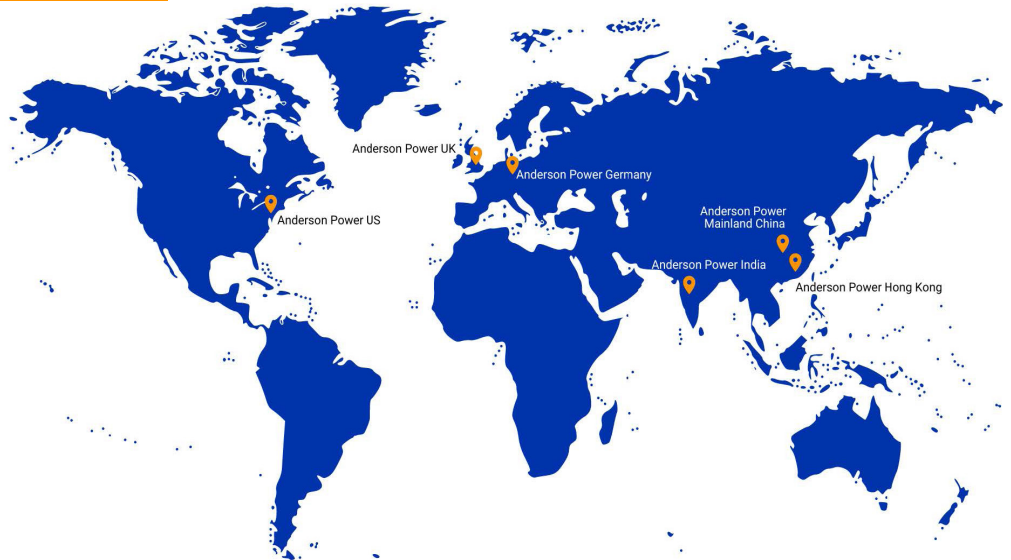 Anderson Power UK
Anderson Power Germany
Anderson Power US
Anderson Power
Mainland China
Anderson Power India
Anderson Power Hong Kong